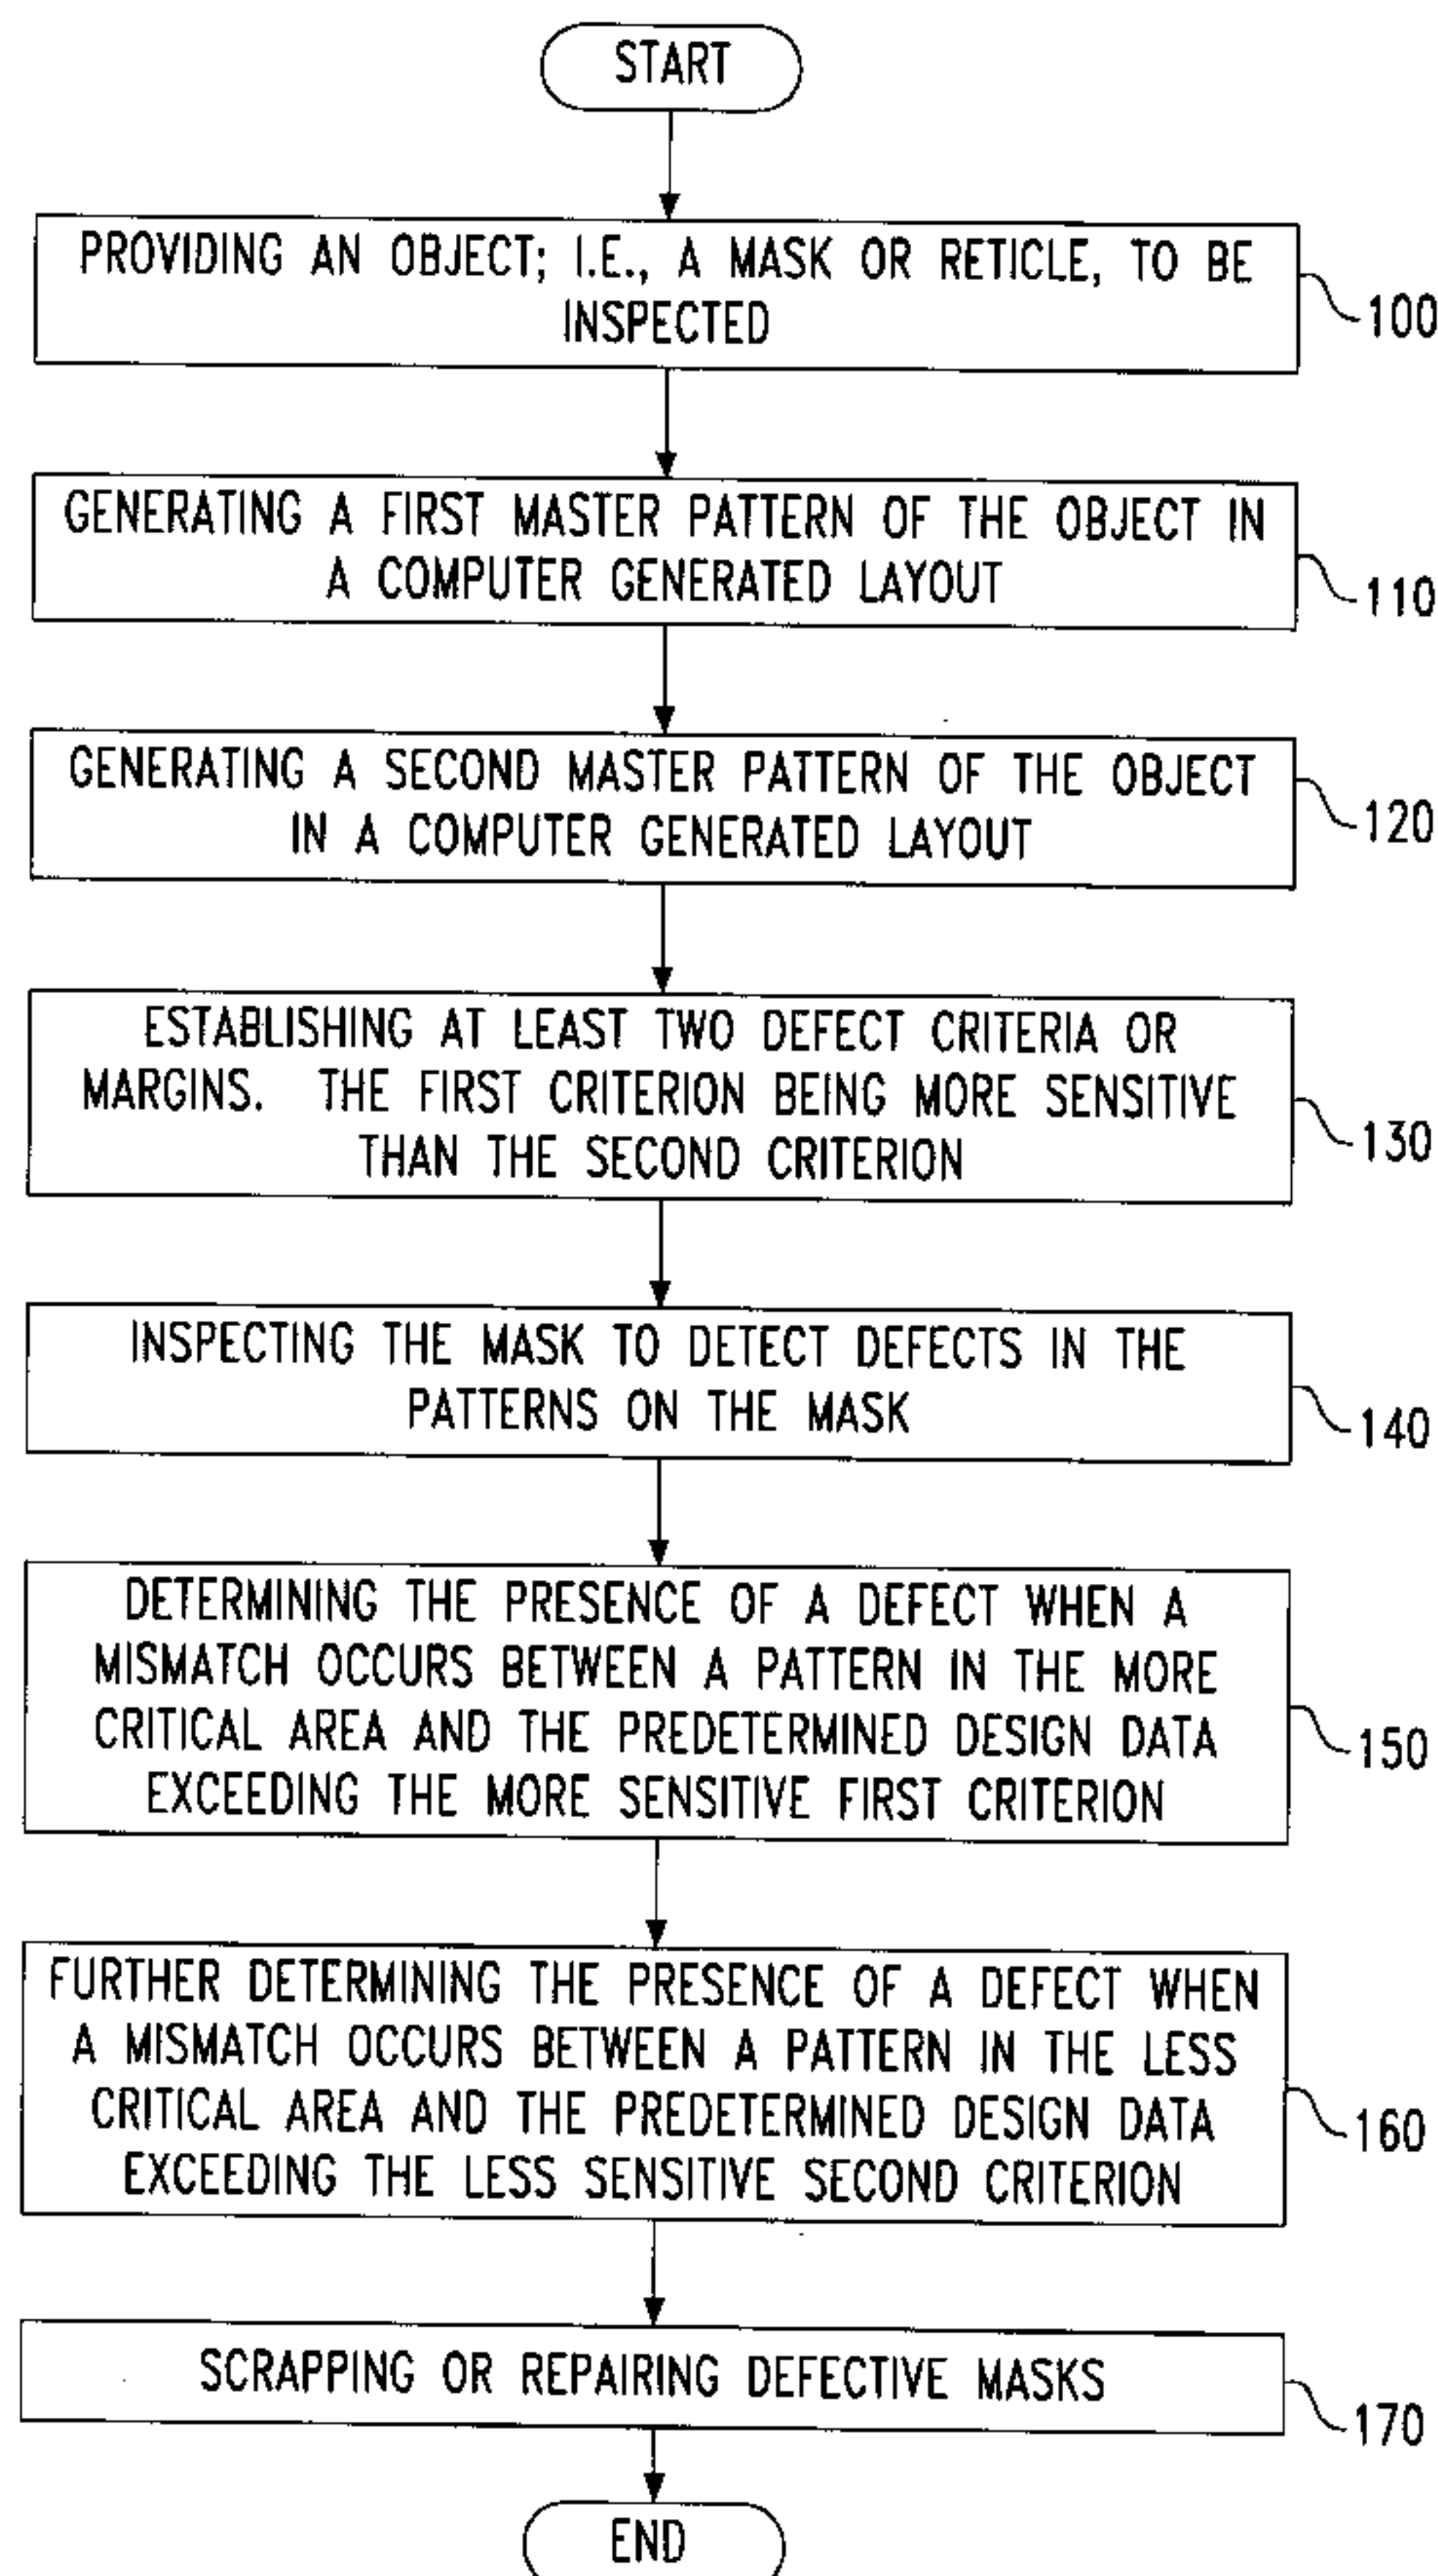 START
PROVIDING AN OBJECT; I.E., A MASK OR RETICLE, TO BE
INSPECTED
100
GENERATING A FIRST MASTER PATTERN OF THE OBJECT IN
A COMPUTER GENERATED LAYOUT
110
GENERATING A SECOND MASTER PATTERN OF THE OBJECT
IN A COMPUTER GENERATED LAYOUT
120
ESTABLISHING AT LEAST TWO DEFECT CRITERIA OR
MARGINS. THE FIRST CRITERION BEING MORE SENSITIVE
THAN THE SECOND CRITERION
130
INSPECTING THE MASK TO DETECT DEFECTS IN THE
PATTERNS ON THE MASK
140
DETERMINING THE PRESENCE OF A DEFECT WHEN A
MISMATCH OCCURS BETWEEN A PATTERN IN THE MORE
CRITICAL AREA AND THE PREDETERMINED DESIGN DATA
EXCEEDING THE MORE SENSITIVE FIRST CRITERION
150
FURTHER DETERMINING THE PRESENCE OF A DEFECT WHEN
A MISMATCH OCCURS BETWEEN A PATTERN IN THE LESS
CRITICAL AREA AND THE PREDETERMINED DESIGN DATA
EXCEEDING THE LESS SENSITIVE SECOND CRITERION
160
SCRAPPING OR REPAIRING DEFECTIVE MASKS
170
END